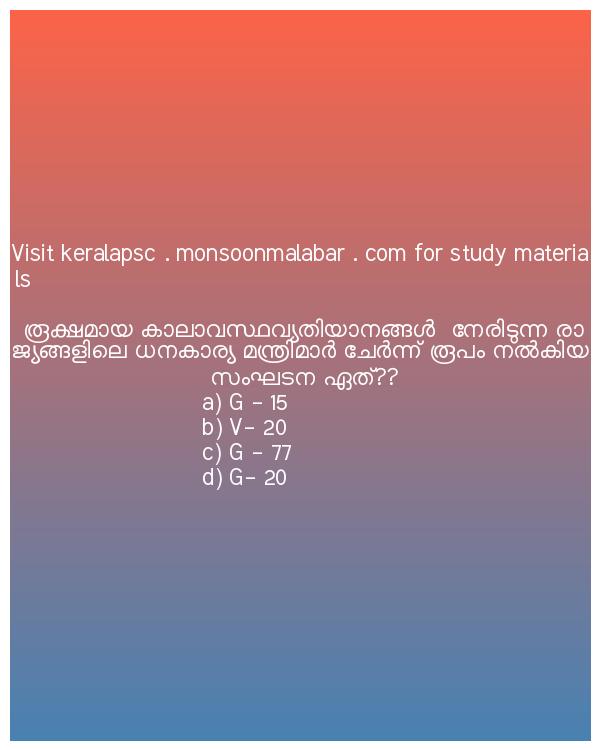 Visit keralapsc . monsoonmalabar . com for study materia
ls
രൂക്ഷമായ കാലാവസ്ഥവ്യതിയാനങ്ങൾ നേരിടുന്ന രാ
ജ്യങ്ങളിലെ ധനകാര്യ മന്ത്രിമാർ ചേർന്ന് രൂപം നൽകിയ
സംഘടന ഏത്??
a) G - 15
b) V- 20
c) G - 77
d) G- 20